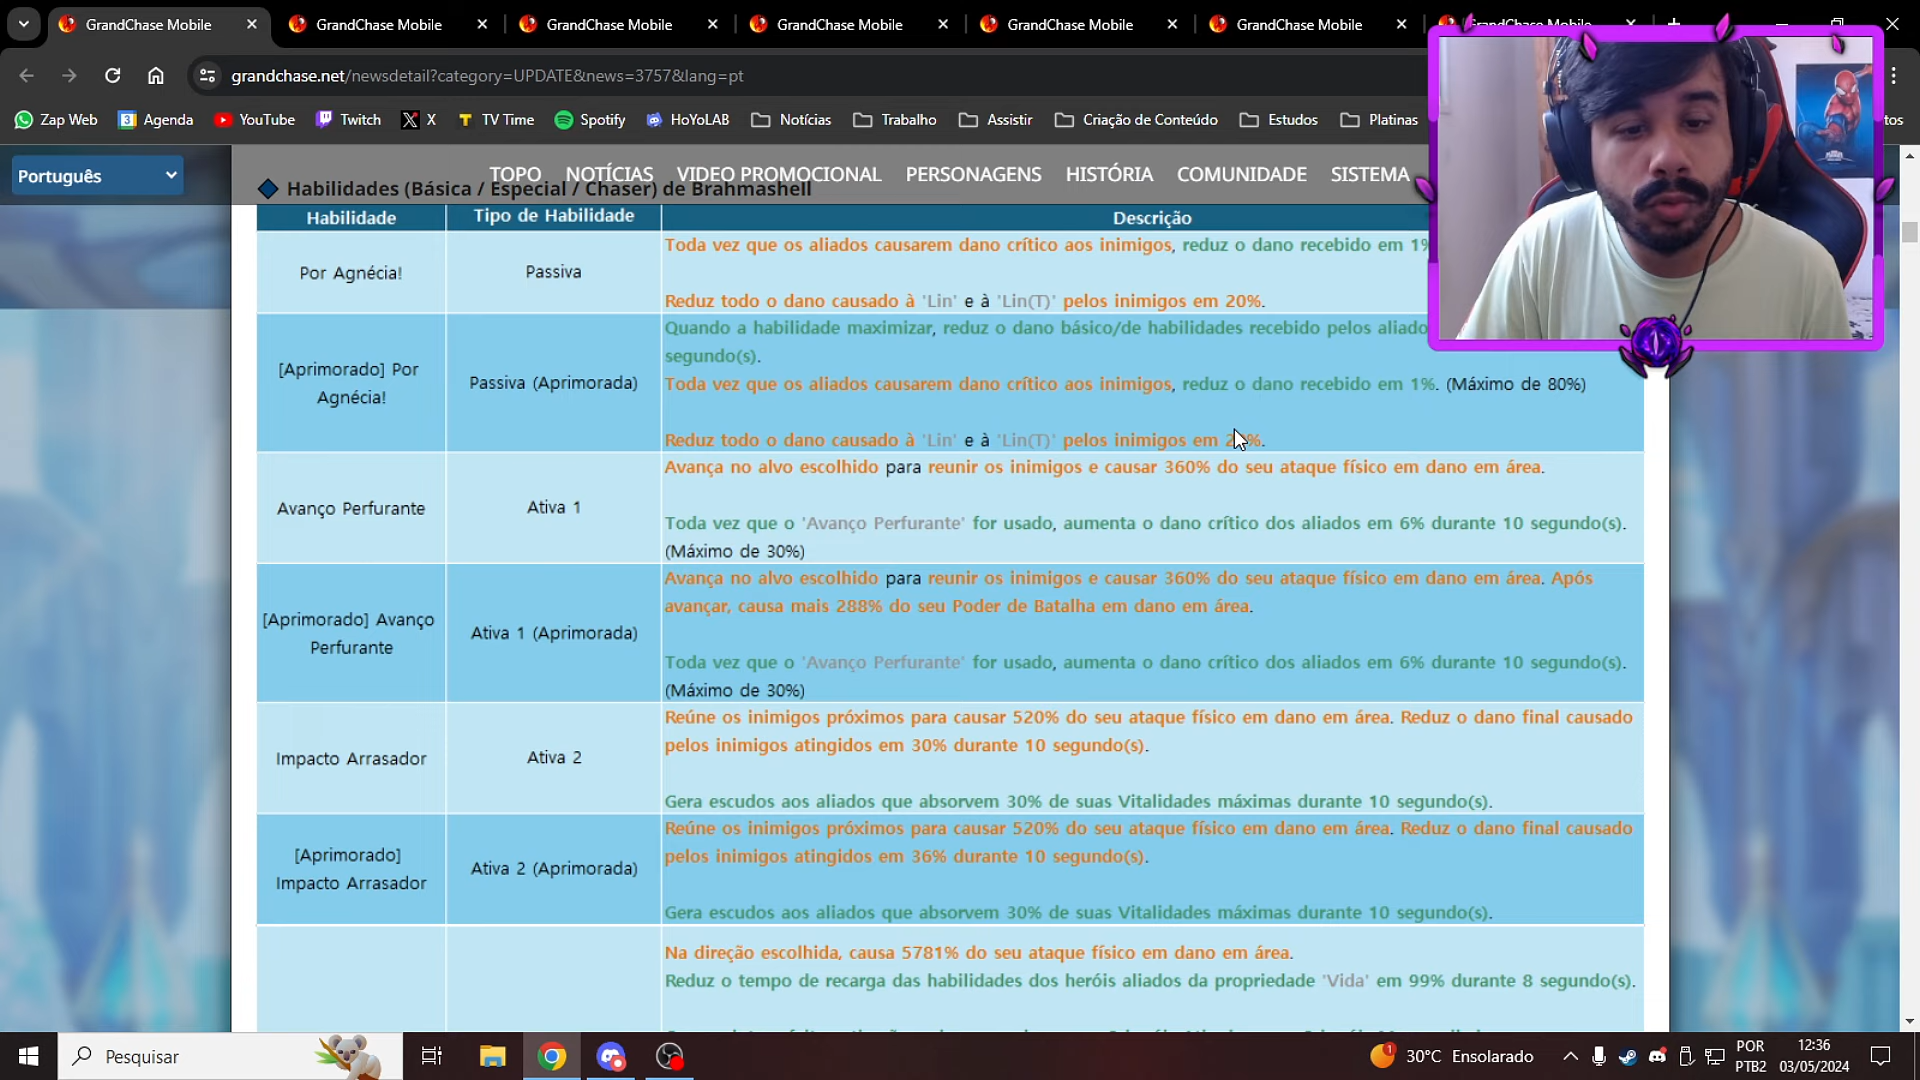 GrandChase Mobile
GrandChase Mobile
GrandChase Mobile
GrandChase Mobile
GrandChase Mobile
GrandChase Mobile
GrandChase Mobile
grandchase.net/newsdetail?category=UPDATE&news=3757&lang=pt
Zap Web
Agenda
YouTube
Twitch
X
TV Time
Spotify
HoYoLAB
Notícias
Trabalho
Assistir
Criação de Conteúdo
Estudos
Platinas
Português
TOPO NOTÍCIAS VIDEO PROMOCIONAL PERSONAGENS HISTÓRIA COMUNIDADE SISTEMA
Habilidades (Básica / Especial / Chaser) de Brahmashell
Habilidade Tipo de Habilidade Descrição
Por Agnécia!
Passiva
Toda vez que os aliados causarem dano crítico aos inimigos, reduz o dano recebido em 1%
Reduz todo o dano causado à 'Lin' e à 'Lin(T)' pelos inimigos em 20%.
[Aprimorado] Por
Agnécia!
Passiva (Aprimorada)
Quando a habilidade maximizar, reduz o dano básico/de habilidades recebido pelos aliado
segundo(s).
Toda vez que os aliados causarem dano crítico aos inimigos, reduz o dano recebido em 1%. (Máximo de 80%)
Reduz todo o dano causado à 'Lin' e à 'Lin(T)' pelos inimigos em
Avanço Perfurante
Ativa 1
Avança no alvo escolhido para reunir os inimigos e causar 360% do seu ataque físico em dano em área.
Toda vez que o 'Avanço Perfurante' for usado, aumenta o dano crítico dos aliados em 6% durante 10 segundo(s).
(Máximo de 30%)
[Aprimorado] Avanço
Perfurante
Ativa 1 (Aprimorada)
Avança no alvo escolhido para reunir os inimigos e causar 360% do seu ataque físico em dano em área. Após
avançar, causa mais 288% do seu Poder de Batalha em dano em área.
Toda vez que o 'Avanço Perfurante' for usado, aumenta o dano crítico dos aliados em 6% durante 10 segundo(s).
(Máximo de 30%)
Impacto Arrasador
Ativa 2
Reúne os inimigos próximos para causar 520% do seu ataque físico em dano em área. Reduz o dano final causado
pelos inimigos atingidos em 30% durante 10 segundo(s).
Gera escudos aos aliados que absorvem 30% de suas Vitalidades máximas durante 10 segundo(s).
[Aprimorado]
Impacto Arrasador
Ativa 2 (Aprimorada)
Reúne os inimigos próximos para causar 520% do seu ataque físico em dano em área. Reduz o dano final causado
pelos inimigos atingidos em 36% durante 10 segundo(s).
Gera escudos aos aliados que absorvem 30% de suas Vitalidades máximas durante 10 segundo(s).
Na direção escolhida, causa 5781% do seu ataque físico em dano em área.
Reduz o tempo de recarga das habilidades dos heróis aliados da propriedade 'Vida' em 99% durante 8 segundo(s).
Pesquisar
30°C Ensolarado
POR
PTB2
12:36
03/05/2024